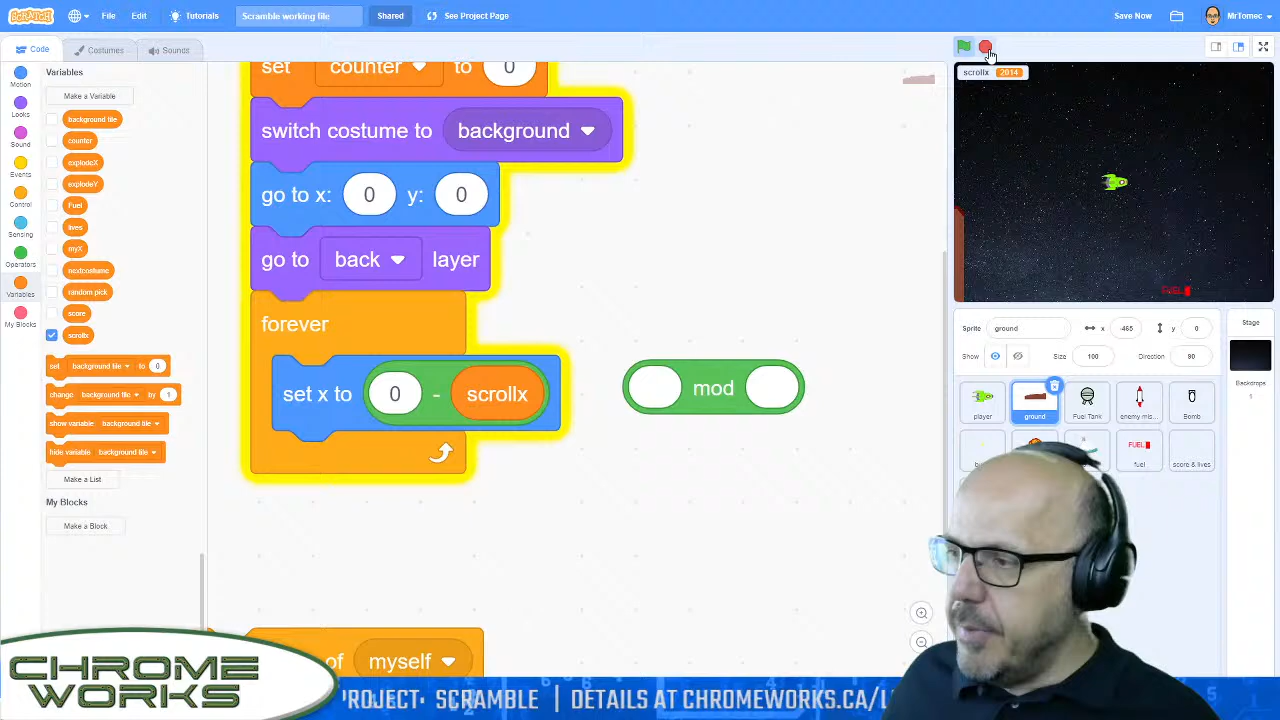 SCRATCH
File
Edit
Tutorials
Scramble working file
Shared
See Project Page
Save Now
MrTomec
Code
Costumes
Sounds
Motion
Looks
Sound
Events
Control
Sensing
Operators
Variables
My Blocks
Variables
Make a Variable
background tile
counter
explodeX
explodeY
Fuel
lives
myX
nextcostume
random pick
score
scrollx
set background tile to 0
change background tile by 1
show variable background tile
hide variable background tile
Make a List
My Blocks
Make a Block
set counter to 0
switch costume to background
go to x: 0 y: 0
go to back layer
forever
set x to 0 - scrollx
mod
of myself
scrollx 2014
FUEL
Sprite ground x -465 y 0
Show Size 100 Direction 90
player
ground
Fuel Tank
enemy mis...
Bomb
FUEL
fuel
score & lives
Stage
Backdrops
1
CHROME
WORKS
PROJECT: SCRAMBLE | DETAILS AT CHROMEWORKS.CA/L